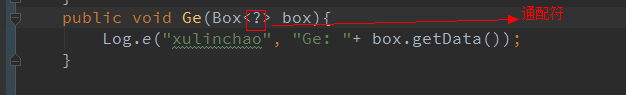 public void Ge(Box<?> box){ 通配符
Log.e("xulinchao", "Ge: "+ box.getData());
}